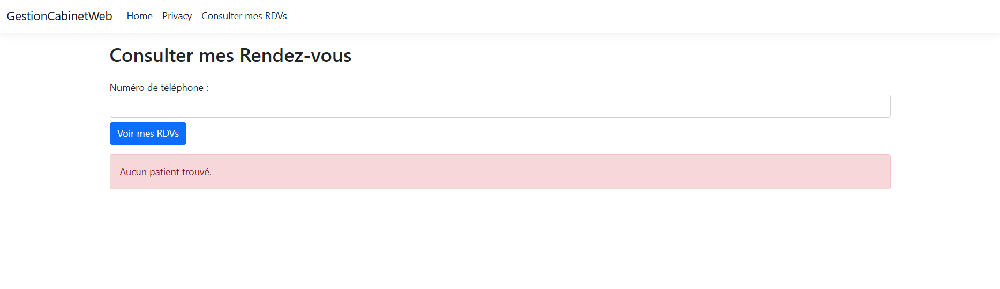 GestionCabinetWeb Home Privacy Consulter mes RDVs
Consulter mes Rendez-vous
Numéro de téléphone :
Voir mes RDVs
Aucun patient trouvé.